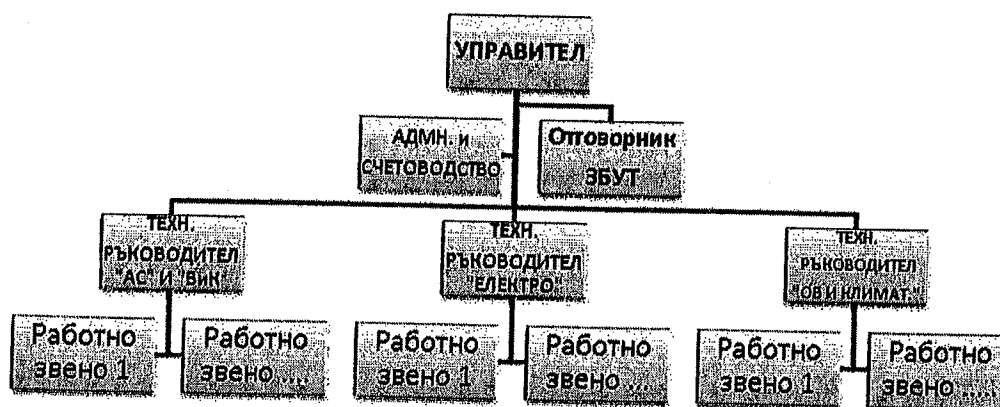 УПРАВИТЕЛ
АДМН. и
СЧЕТОВОДСТВО
Отговорник
ЗБУТ
ТЕХН.
РЪКОВОДИТЕЛ
"АС" И "ВиК"
ТЕХН.
РЪКОВОДИТЕЛ
"ЕЛЕКТРО"
ТЕХН.
РЪКОВОДИТЕЛ
"ОВ И КЛИМАТ."
Работно
звено 1
Работно
звено ....
Работно
звено 1
Работно
звено ...
Работно
звено 1
Работно
звено .....